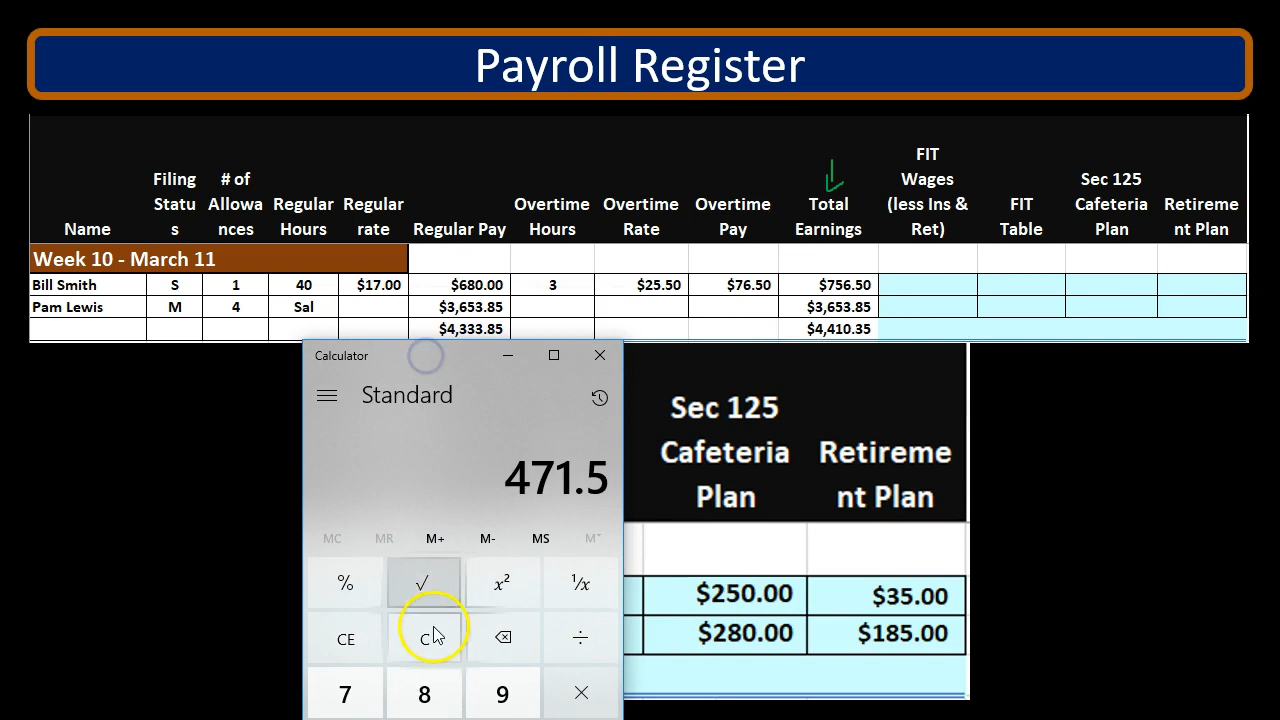 Payroll Register
Name Filing Statu s # of Allowa nces Regular Hours Regular rate Regular Pay Overtime Hours Overtime Rate Overtime Pay Total Earnings FIT Wages (less Ins & Ret) FIT Table Sec 125 Cafeteria Plan Retireme nt Plan
Week 10 - March 11
Bill Smith S 1 40 $17.00 $680.00 3 $25.50 $76.50 $756.50
Pam Lewis M 4 Sal $3,653.85 $3,653.85
$4,333.85 $4,410.35
Calculator
Standard
471.5
MC MR M+ M- MS M˅
% √ x² ¹/x
CE C ÷
7 8 9 ×
Sec 125
Cafeteria Retireme
Plan nt Plan
$250.00 $35.00
$280.00 $185.00